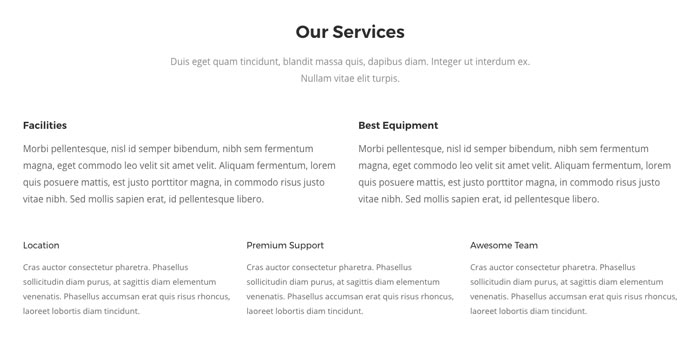 Our Services
Duis eget quam tincidunt, blandit massa quis, dapibus diam. Integer ut interdum ex.
Nullam vitae elit turpis.
Facilities
Morbi pellentesque, nisl id semper bibendum, nibh sem fermentum
magna, eget commodo leo velit sit amet velit. Aliquam fermentum, lorem
quis posuere mattis, est justo porttitor magna, in commodo risus justo
vitae nibh. Sed mollis sapien erat, id pellentesque libero.
Best Equipment
Morbi pellentesque, nisl id semper bibendum, nibh sem fermentum
magna, eget commodo leo velit sit amet velit. Aliquam fermentum, lorem
quis posuere mattis, est justo porttitor magna, in commodo risus justo
vitae nibh. Sed mollis sapien erat, id pellentesque libero.
Location
Cras auctor consectetur pharetra. Phasellus
sollicitudin diam purus, at sagittis diam elementum
venenatis. Phasellus accumsan erat quis risus rhoncus,
laoreet lobortis diam tincidunt.
Premium Support
Cras auctor consectetur pharetra. Phasellus
sollicitudin diam purus, at sagittis diam elementum
venenatis. Phasellus accumsan erat quis risus rhoncus,
laoreet lobortis diam tincidunt.
Awesome Team
Cras auctor consectetur pharetra. Phasellus
sollicitudin diam purus, at sagittis diam elementum
venenatis. Phasellus accumsan erat quis risus rhoncus,
laoreet lobortis diam tincidunt.